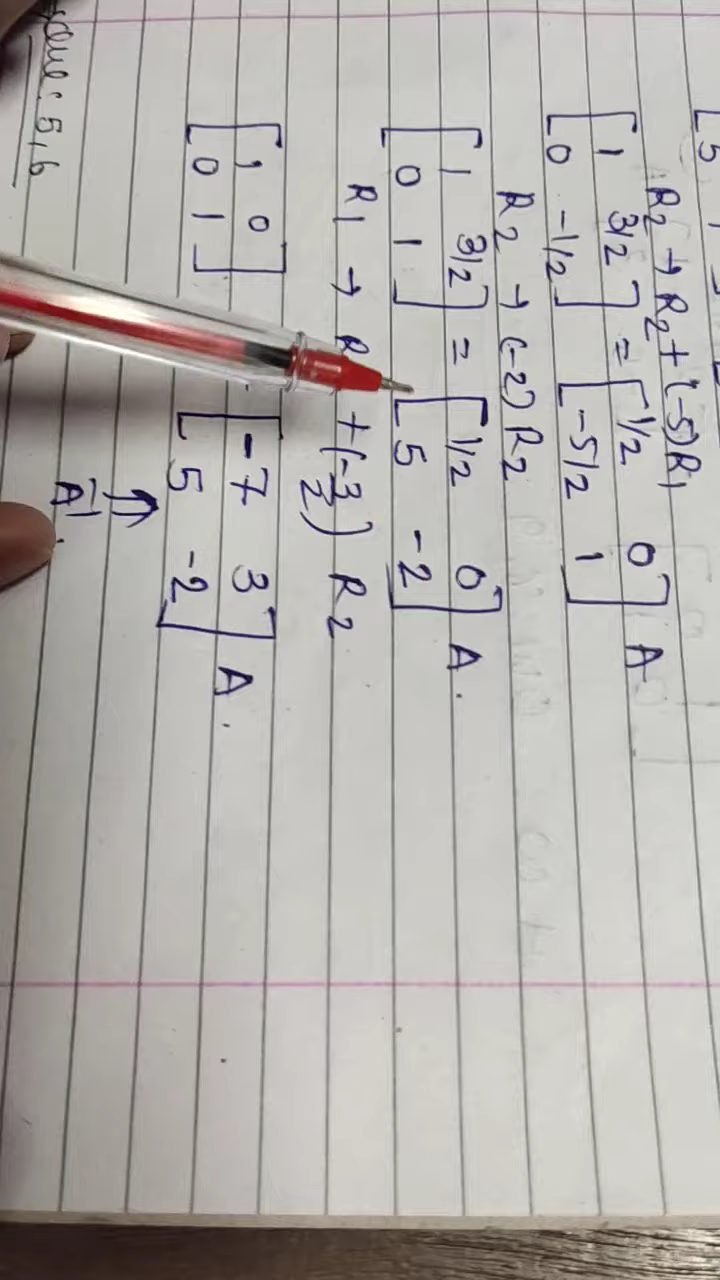 R2 → R2 + (-5)R1
[1 3/2] = [1/2 0] A
[0 -1/2] [-5/2 1]
R2 → (-2) R2
[1 3/2] = [1/2 0] A.
[0 1] [5 -2]
R1 → R + (-3/2) R2
[1 0] [-7 3] A.
[0 1] [5 -2]
⇑
A⁻¹.
: 5, 6